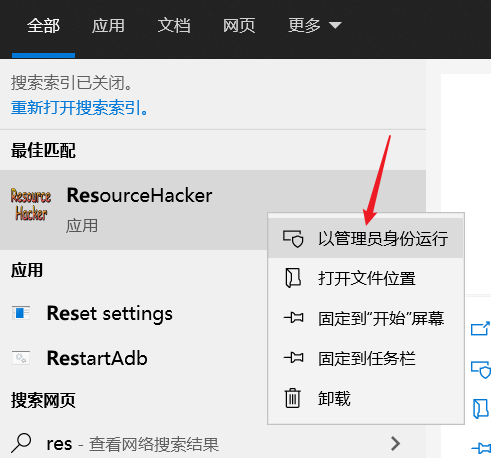 全部 应用 文档 网页 更多
搜索索引已关闭。
重新打开搜索索引。
最佳匹配
Resource Hacker
ResourceHacker
应用
以管理员身份运行
打开文件位置
固定到“开始”屏幕
固定到任务栏
卸载
应用
Reset settings
RestartAdb
搜索网页
res - 查看网络搜索结果